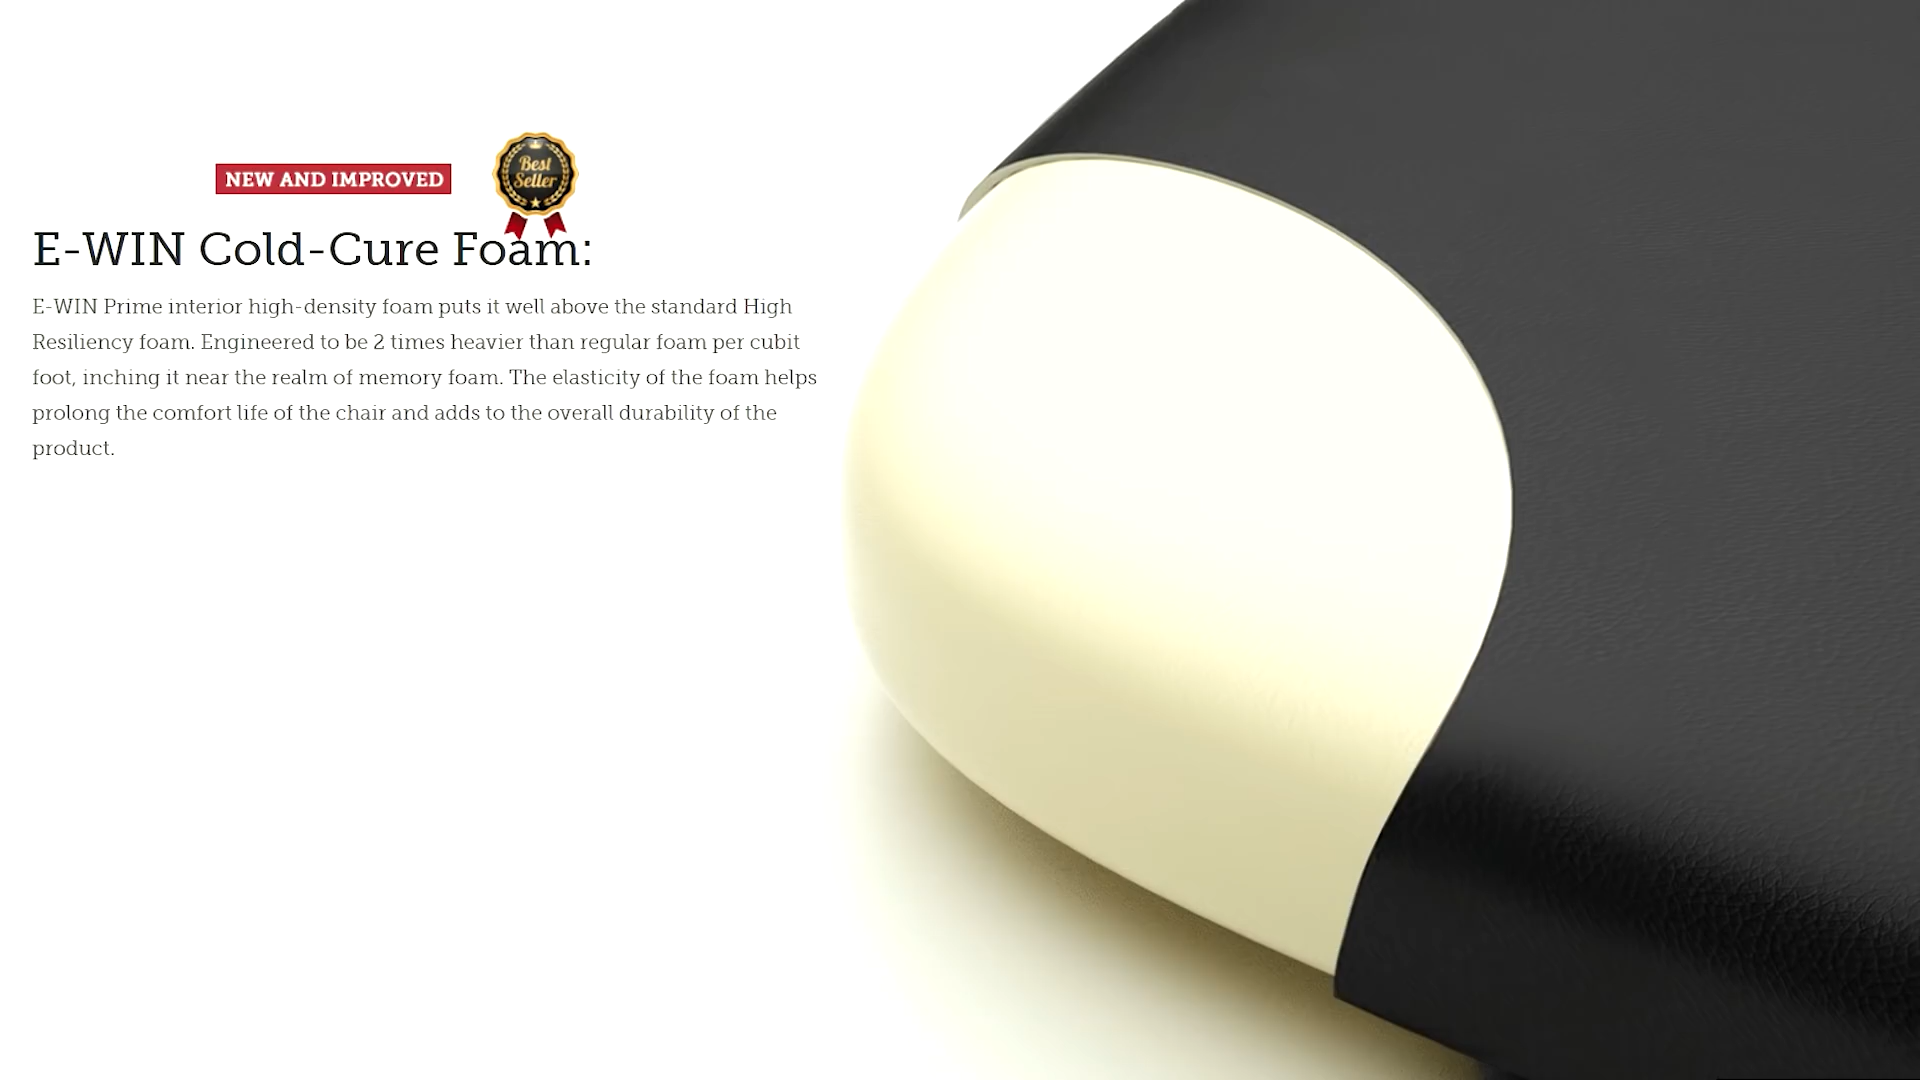 NEW AND IMPROVED
Best
Seller
E-WIN Cold-Cure Foam:
E-WIN Prime interior high-density foam puts it well above the standard High
Resiliency foam. Engineered to be 2 times heavier than regular foam per cubit
foot, inching it near the realm of memory foam. The elasticity of the foam helps
prolong the comfort life of the chair and adds to the overall durability of the
product.